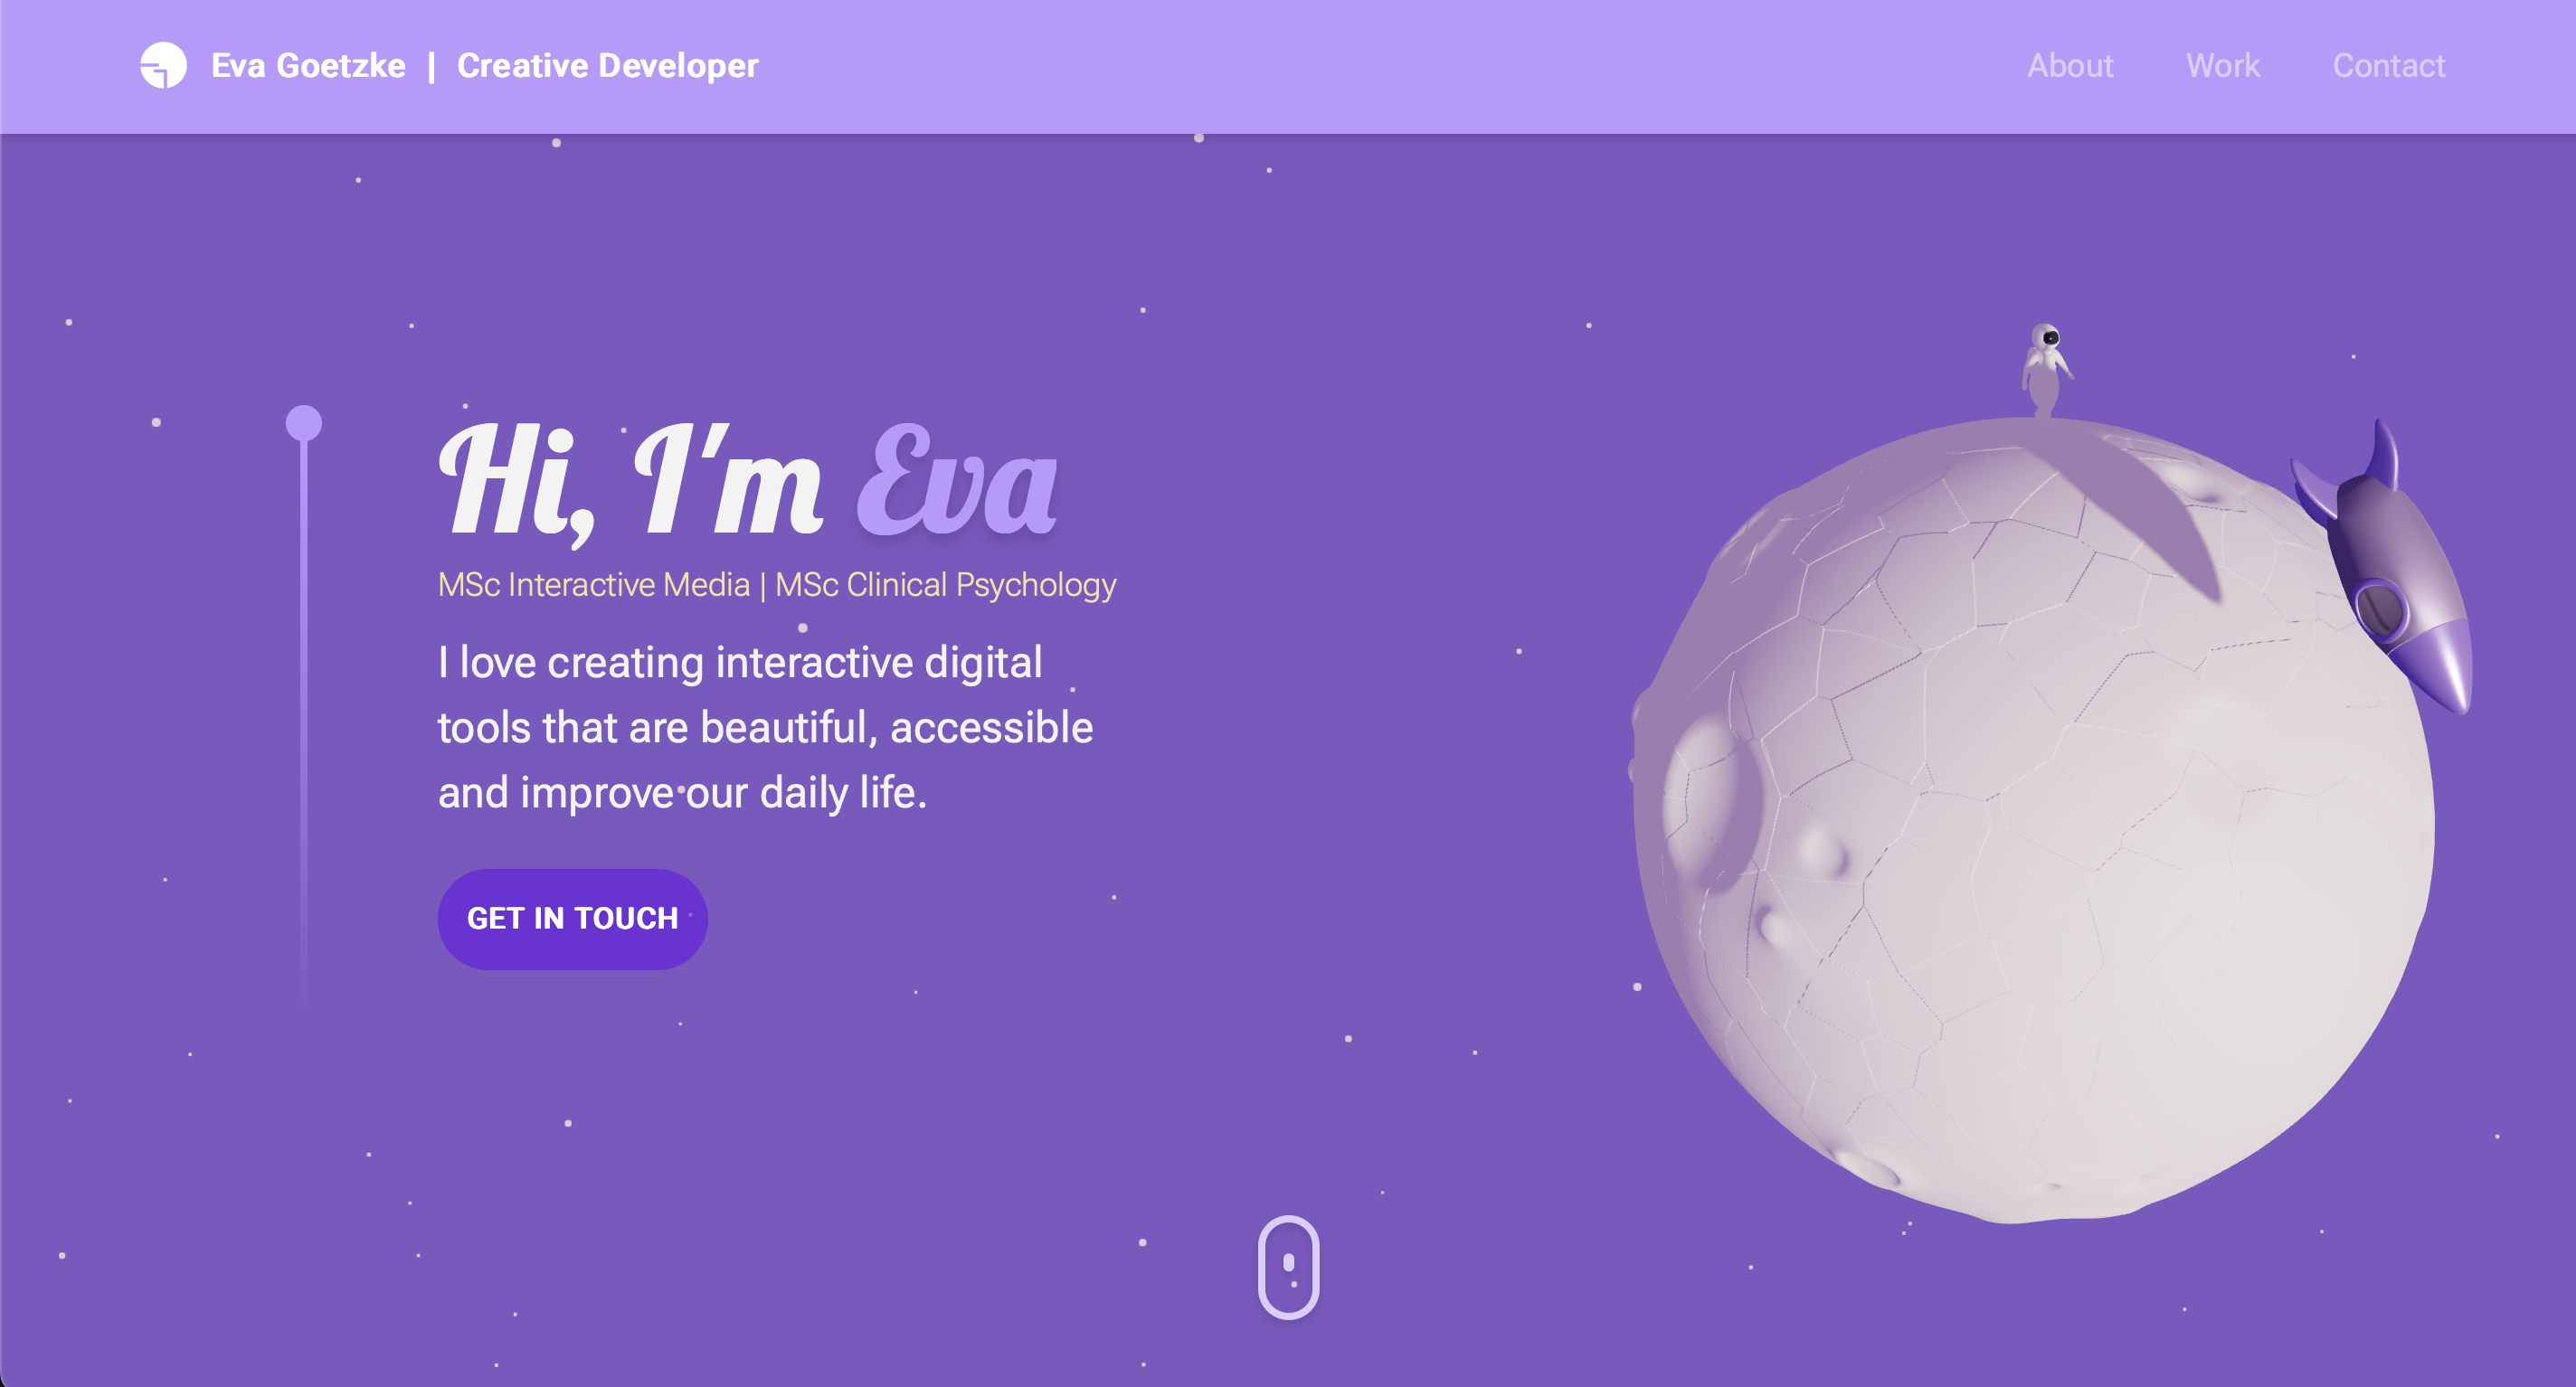 Eva Goetzke | Creative Developer
About Work Contact
Hi, I'm Eva
MSc Interactive Media | MSc Clinical Psychology
I love creating interactive digital
tools that are beautiful, accessible
and improve our daily life.
GET IN TOUCH